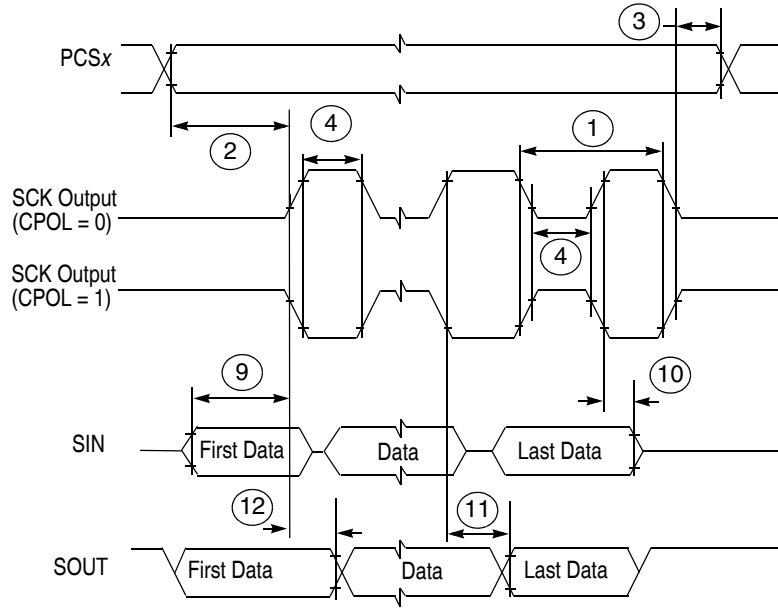 3
PCSx
2
4
1
SCK Output
(CPOL = 0)
4
SCK Output
(CPOL = 1)
9
10
SIN
First Data
Data
Last Data
12
11
SOUT
First Data
Data
Last Data